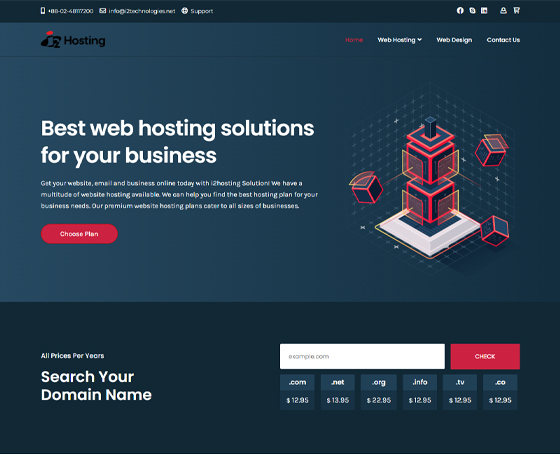 +88-02-48117200 info@i2technologies.net Support
i2 Hosting
Home Web Hosting Web Design Contact Us
Best web hosting solutions
for your business
Get your website, email and business online today with i2hosting Solution! We have a
multitude of website hosting available. We can help you find the best hosting plan for your
business needs. Our premium website hosting plans cater to all sizes of businesses.
Choose Plan
All Prices Per Years
Search Your
Domain Name
example.com CHECK
.com .net .org .info .tv .co
$ 12.95 $ 13.95 $ 22.95 $ 12.95 $ 12.95 $ 12.95